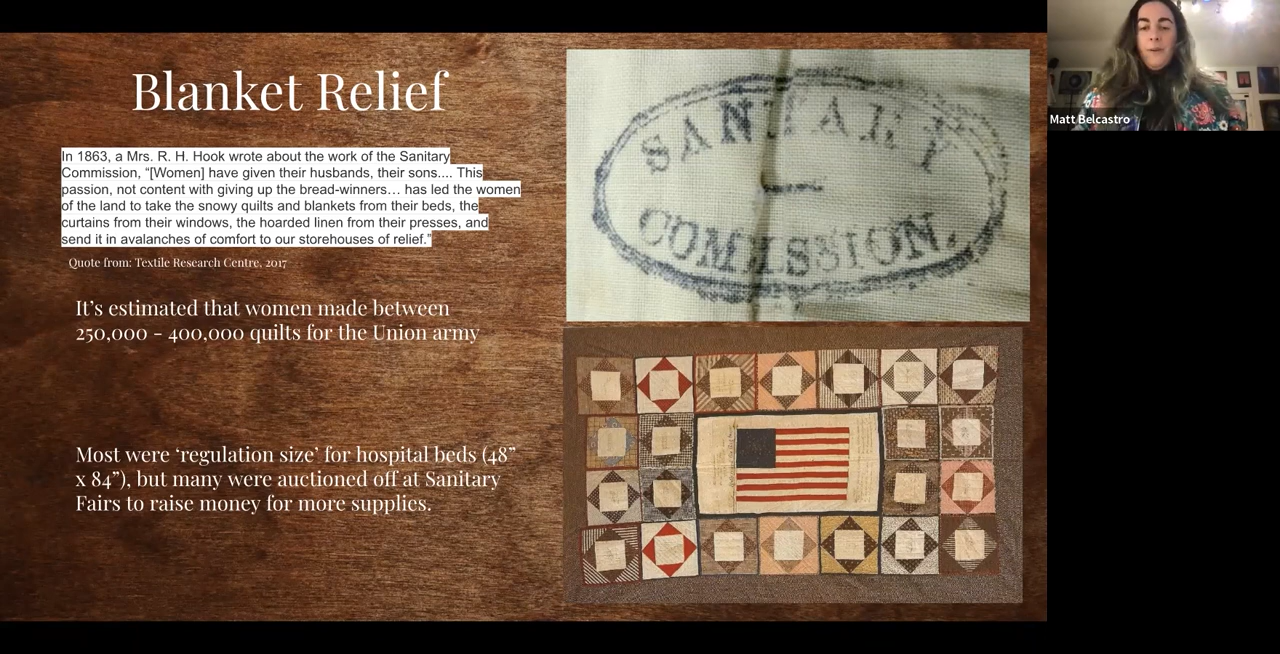 Blanket Relief
In 1863, a Mrs. R. H. Hook wrote about the work of the Sanitary
Commission, “[Women] have given their husbands, their sons.... This
passion, not content with giving up the bread-winners… has led the women
of the land to take the snowy quilts and blankets from their beds, the
curtains from their windows, the hoarded linen from their presses, and
send it in avalanches of comfort to our storehouses of relief.”
Quote from: Textile Research Centre, 2017
It’s estimated that women made between
250,000 - 400,000 quilts for the Union army
Most were ‘regulation size’ for hospital beds (48”
x 84”), but many were auctioned off at Sanitary
Fairs to raise money for more supplies.
SANITARY
COMMISSION.
Matt Belcastro